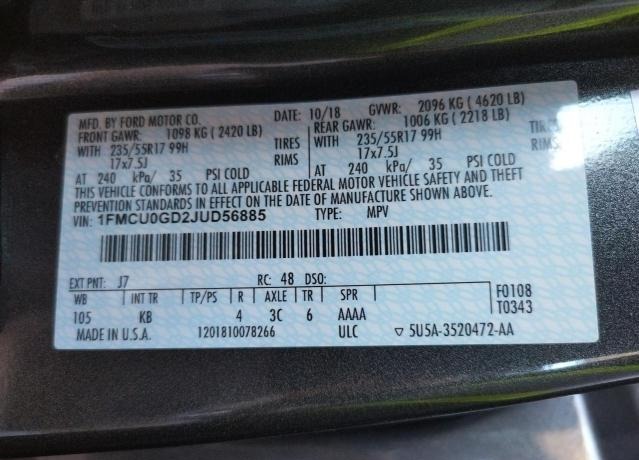 MFD. BY FORD MOTOR CO. DATE: 10/18 GVWR: 2096 KG ( 4620 LB)
FRONT GAWR: 1098 KG ( 2420 LB) REAR GAWR: 1006 KG ( 2218 LB)
WITH 235/55R17 99H TIRES WITH 235/55R17 99H
17x7.5J RIMS 17x7.5J
AT 240 kPa/ 35 PSI COLD AT 240 kPa/ 35 PSI COLD
THIS VEHICLE CONFORMS TO ALL APPLICABLE FEDERAL MOTOR VEHICLE SAFETY AND THEFT
PREVENTION STANDARDS IN EFFECT ON THE DATE OF MANUFACTURE SHOWN ABOVE.
VIN: 1FMCU0GD2JUD56885 TYPE: MPV
EXT PNT: J7 RC: 48 DSO:
WB INT TR TP/PS R AXLE TR SPR F0108
105 KB 4 3C 6 AAAA T0343
MADE IN U.S.A. 1201810078266 ULC ▽ 5U5A-3520472-AA